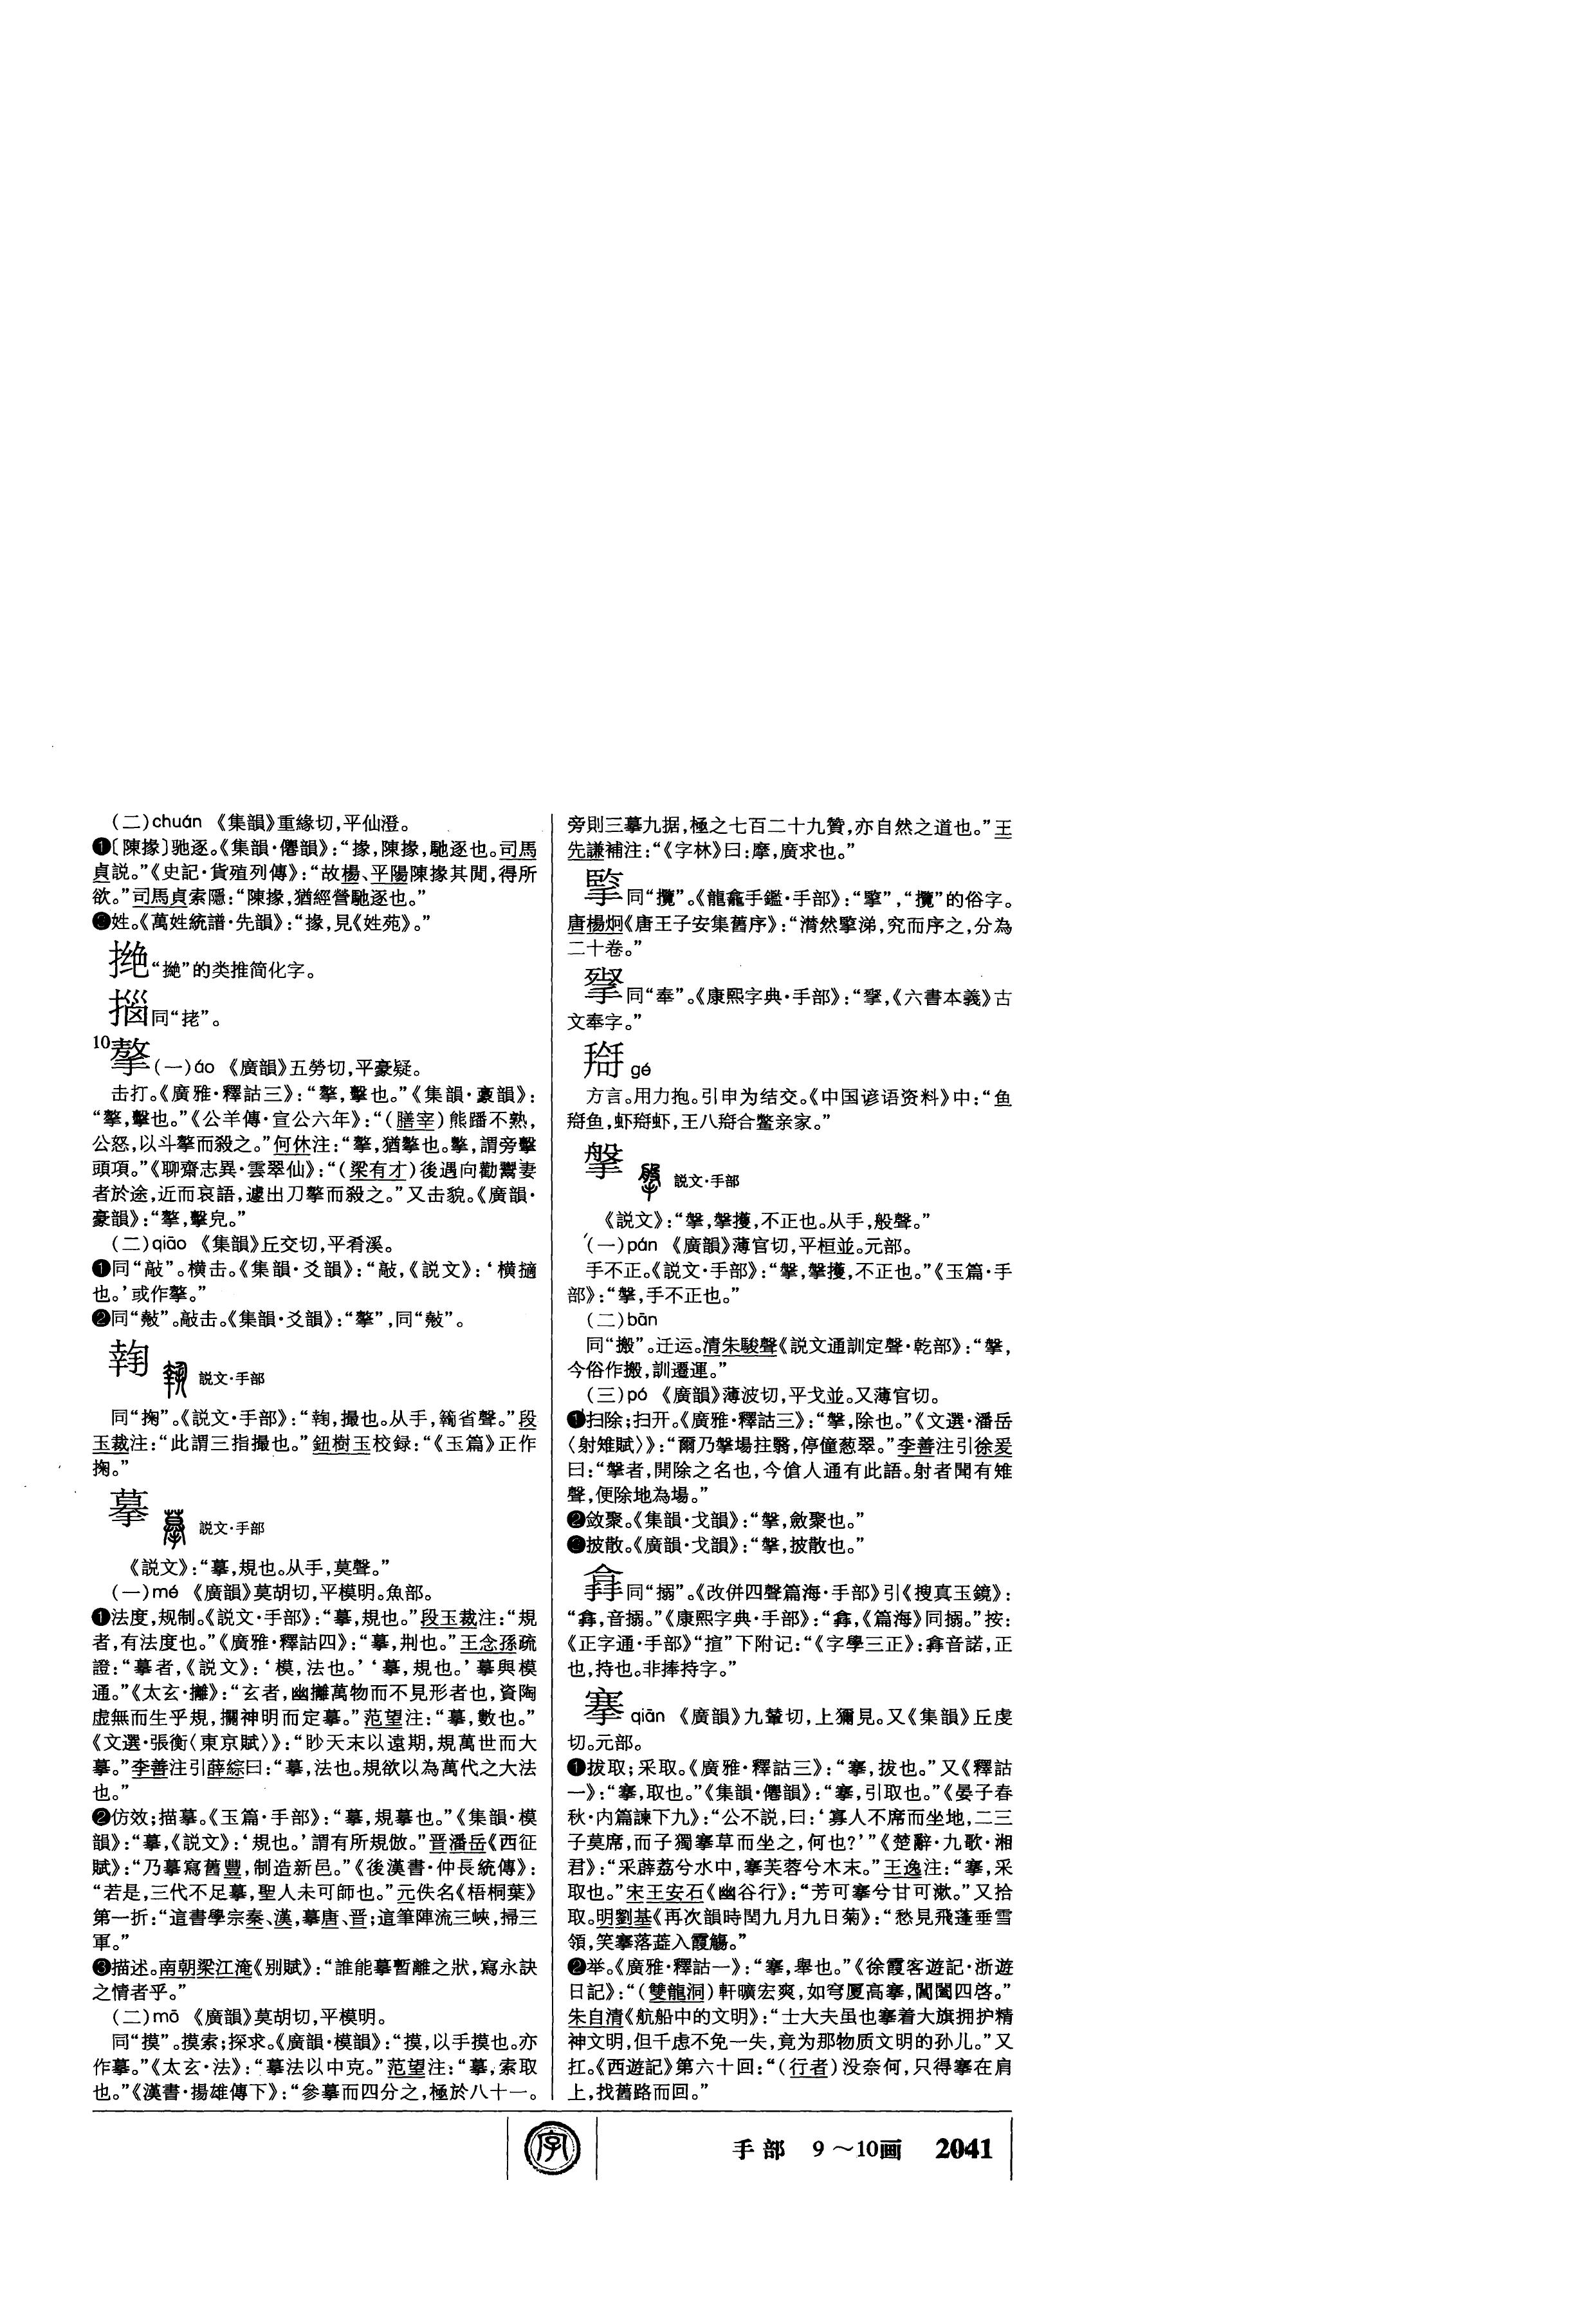 (二)chuán 《集韻》重緣切,平仙澄。
❶〔陳掾〕驰逐。《集韻·僊韻》:“掾,陳掾,馳逐也。司馬
貞説。”《史記·貨殖列傳》:“故楊、平陽陳掾其閒,得所
欲。”司馬貞索隱:“陳掾,猶經營馳逐也。”
❷姓。《萬姓統譜·先韻》:“掾,見《姓苑》。”
“撧”的类推简化字。
同“㧯”。
10
摮(一)áo 《廣韻》五勞切,平豪疑。
击打。《廣雅·釋詁三》:“摮,擊也。”《集韻·豪韻》:
“摮,擊也。”《公羊傳·宣公六年》:“(膳宰)熊蹯不熟,
公怒,以斗摮而殺之。”何休注:“摮,猶摮也。摮,謂旁擊
頭項。”《聊齋志異·雲翠仙》:“(梁有才)後遇向勸鬻妻
者於途,近而哀語,遽出刀摮而殺之。”又击貌。《廣韻·
豪韻》:“摮,擊皃。”
(二)qiāo 《集韻》丘交切,平肴溪。
❶同“敲”。横击。《集韻·爻韻》:“敲,《説文》:‘横擿
也。’或作摮。”
❷同“敿”。敲击。《集韻·爻韻》:“摮”,同“敿”。
説文·手部
同“掬”。《説文·手部》:“,撮也。从手,省聲。”段
玉裁注:“此謂三指撮也。”鈕樹玉校録:“《玉篇》正作
掬。”
摹 説文·手部
《説文》:“摹,規也。从手,莫聲。”
(一)mé 《廣韻》莫胡切,平模明。魚部。
❶法度,规制。《説文·手部》:“摹,規也。”段玉裁注:“規
者,有法度也。”《廣雅·釋詁四》:“摹,刑也。”王念孫疏
證:“摹者,《説文》:‘模,法也。’‘摹,規也。’摹與模
通。”《太玄·攡》:“玄者,幽攡萬物而不見形者也,資陶
虚無而生乎規,㩪神明而定摹。”范望注:“摹,數也。”
《文選·張衡〈東京賦〉》:“眇天末以遠期,規萬世而大
摹。”李善注引薛綜曰:“摹,法也。規欲以為萬代之大法
也。”
❷仿效;描摹。《玉篇·手部》:“摹,規摹也。”《集韻·模
韻》:“摹,《説文》:‘規也。’謂有所規倣。”晋潘岳《西征
賦》:“乃摹寫舊豐,制造新邑。”《後漢書·仲長統傳》:
“若是,三代不足摹,聖人未可師也。”元佚名《梧桐葉》
第一折:“這書學宗秦、漢,摹唐、晋;這筆陣流三峽,掃三
軍。”
❸描述。南朝梁江淹《别賦》:“誰能摹暫離之狀,寫永訣
之情者乎。”
(二)mō 《廣韻》莫胡切,平模明。
同“摸”。摸索;探求。《廣韻·模韻》:“摸,以手摸也。亦
作摹。”《太玄·法》:“摹法以中克。”范望注:“摹,索取
也。”《漢書·揚雄傳下》:“參摹而四分之,極於八十一。
旁則三摹九据,極之七百二十九贊,亦自然之道也。”王
先謙補注:“《字林》曰:摩,廣求也。”
掔同“攬”。《龍龕手鑑·手部》:“掔”,“攬”的俗字。
唐楊炯《唐王子安集舊序》:“潸然掔涕,究而序之,分為
二十卷。”
同“奉”。《康熙字典·手部》:“,《六書本義》古
文奉字。”
搿 gé
方言。用力抱。引申为结交。《中国谚语资料》中:“鱼
搿鱼,虾搿虾,王八搿合鳖亲家。”
搫 説文·手部
《説文》:“搫,搫擭,不正也。从手,般聲。”
(一)pán 《廣韻》薄官切,平桓並。元部。
手不正。《説文·手部》:“搫,搫擭,不正也。”《玉篇·手
部》:“搫,手不正也。”
(二)bān
同“搬”。迁运。清朱駿聲《説文通訓定聲·乾部》:“搫,
今俗作搬,訓遷運。”
(三)pó 《廣韻》薄波切,平戈並。又薄官切。
❶扫除;扫开。《廣雅·釋詁三》:“搫,除也。”《文選·潘岳
〈射雉賦〉》:“爾乃搫場拄翳,停僮葱翠。”李善注引徐爰
曰:“搫者,開除之名也,今傖人通有此語。射者聞有雉
聲,便除地為場。”
❷敛聚。《集韻·戈韻》:“搫,斂聚也。”
❸披散。《廣韻·戈韻》:“搫,披散也。”
同“搦”。《改併四聲篇海·手部》引《搜真玉鏡》:
“,音搦。”《康熙字典·手部》:“,《篇海》同搦。”按:
《正字通·手部》“揎”下附记:“《字學三正》:音諾,正
也,持也。非捧持字。”
搴 qiān 《廣韻》九輦切,上獮見。又《集韻》丘虔
切。元部。
❶拔取;采取。《廣雅·釋詁三》:“搴,拔也。”又《釋詁
一》:“搴,取也。”《集韻·僊韻》:“搴,引取也。”《晏子春
秋·内篇諫下九》:“公不説,曰:‘寡人不席而坐地,二三
子莫席,而子獨搴草而坐之,何也?’”《楚辭·九歌·湘
君》:“采薜荔兮水中,搴芙蓉兮木末。”王逸注:“搴,采
取也。”宋王安石《幽谷行》:“芳可搴兮甘可漱。”又拾
取。明劉基《再次韻時閏九月九日菊》:“愁見飛蓬垂雪
領,笑搴落蕋入霞觴。”
❷举。《廣雅·釋詁一》:“搴,舉也。”《徐霞客遊記·浙遊
日記》:“(雙龍洞)軒曠宏爽,如穹厦高搴,閶闔四啓。”
朱自清《航船中的文明》:“士大夫虽也搴着大旗拥护精
神文明,但千虑不免一失,竟为那物质文明的孙儿。”又
扛。《西遊記》第六十回:“(行者)没奈何,只得搴在肩
上,找舊路而回。”
字 手部 9～10画 2041